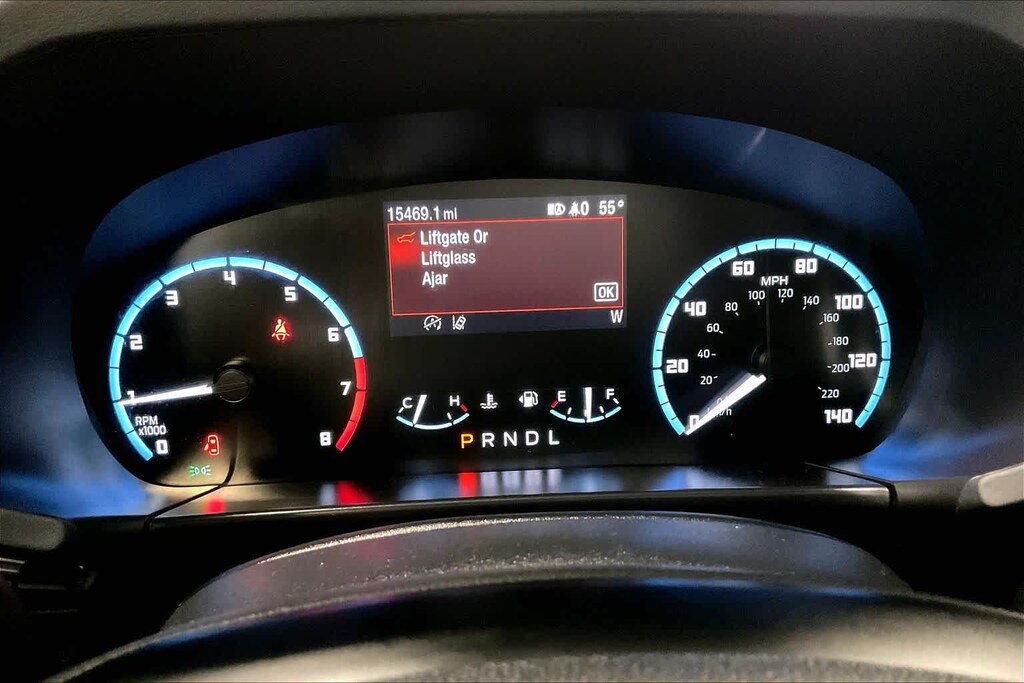 15469.1 mi 0 55°
Liftgate Or
Liftglass
Ajar
OK
W
0 1 2 3 4 5 6 7 8
RPM
x1000
C H E F
PRNDL
MPH
0 20 40 60 80 100 120 140
20 40 60 80 100 120 140 160 180 200 220
km/h